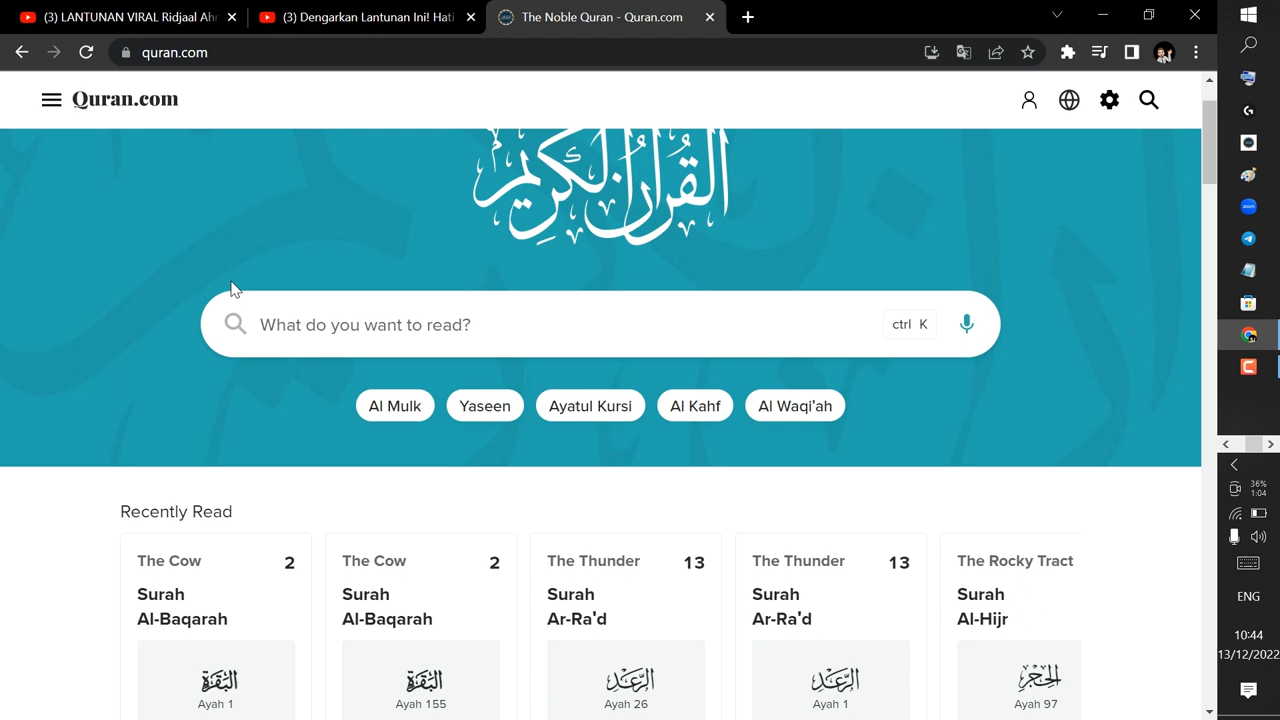 (3) LANTUNAN VIRAL Ridjaal Ahm
(3) Dengarkan Lantunan Ini! Hati
The Noble Quran - Quran.com
quran.com
Quran.com
القرآن الكريم
What do you want to read?
ctrl K
Al Mulk
Yaseen
Ayatul Kursi
Al Kahf
Al Waqi'ah
Recently Read
The Cow 2
Surah
Al-Baqarah
البقرة
Ayah 1
The Cow 2
Surah
Al-Baqarah
البقرة
Ayah 155
The Thunder 13
Surah
Ar-Ra'd
الرعد
Ayah 26
The Thunder 13
Surah
Ar-Ra'd
الرعد
Ayah 1
The Rocky Tract
Surah
Al-Hijr
الحجر
Ayah 97
zoom
36%
1:04
ENG
10:44
13/12/2022